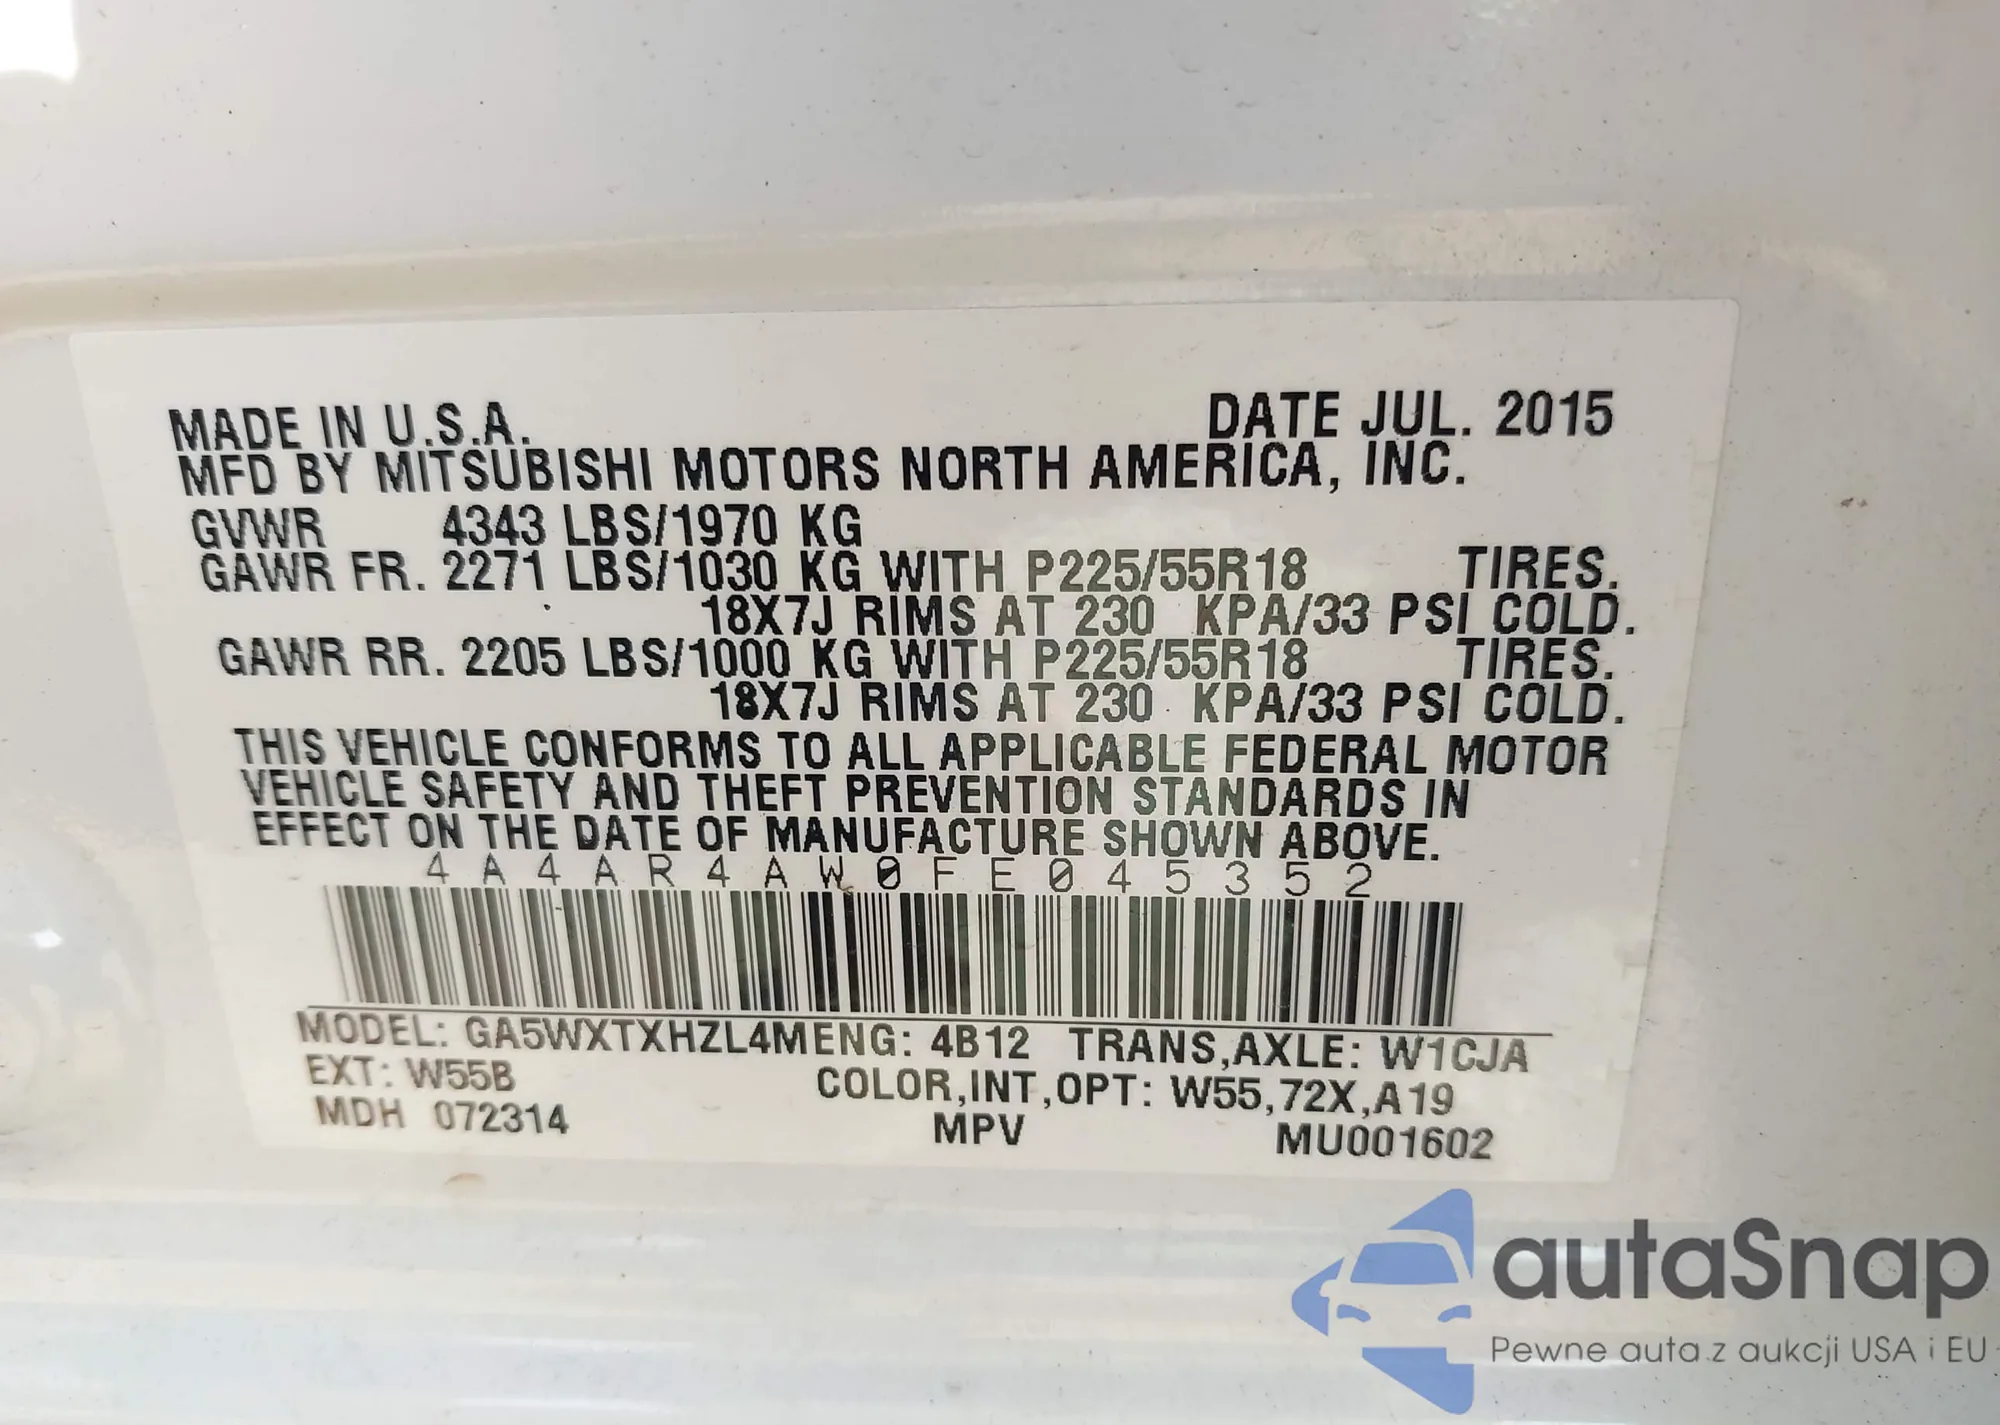 MADE IN U.S.A. DATE JUL. 2015
MFD BY MITSUBISHI MOTORS NORTH AMERICA, INC.
GVWR 4343 LBS/1970 KG
GAWR FR. 2271 LBS/1030 KG WITH P225/55R18 TIRES.
18X7J RIMS AT 230 KPA/33 PSI COLD.
GAWR RR. 2205 LBS/1000 KG WITH P225/55R18 TIRES.
18X7J RIMS AT 230 KPA/33 PSI COLD.
THIS VEHICLE CONFORMS TO ALL APPLICABLE FEDERAL MOTOR
VEHICLE SAFETY AND THEFT PREVENTION STANDARDS IN
EFFECT ON THE DATE OF MANUFACTURE SHOWN ABOVE.
4A4AR4AW0FE045352
MODEL: GA5WXTXHZL4MENG: 4B12 TRANS,AXLE: W1CJA
EXT: W55B COLOR,INT,OPT: W55,72X,A19
MDH 072314 MPV MU001602
autaSnap
Pewne auta z aukcji USA i EU